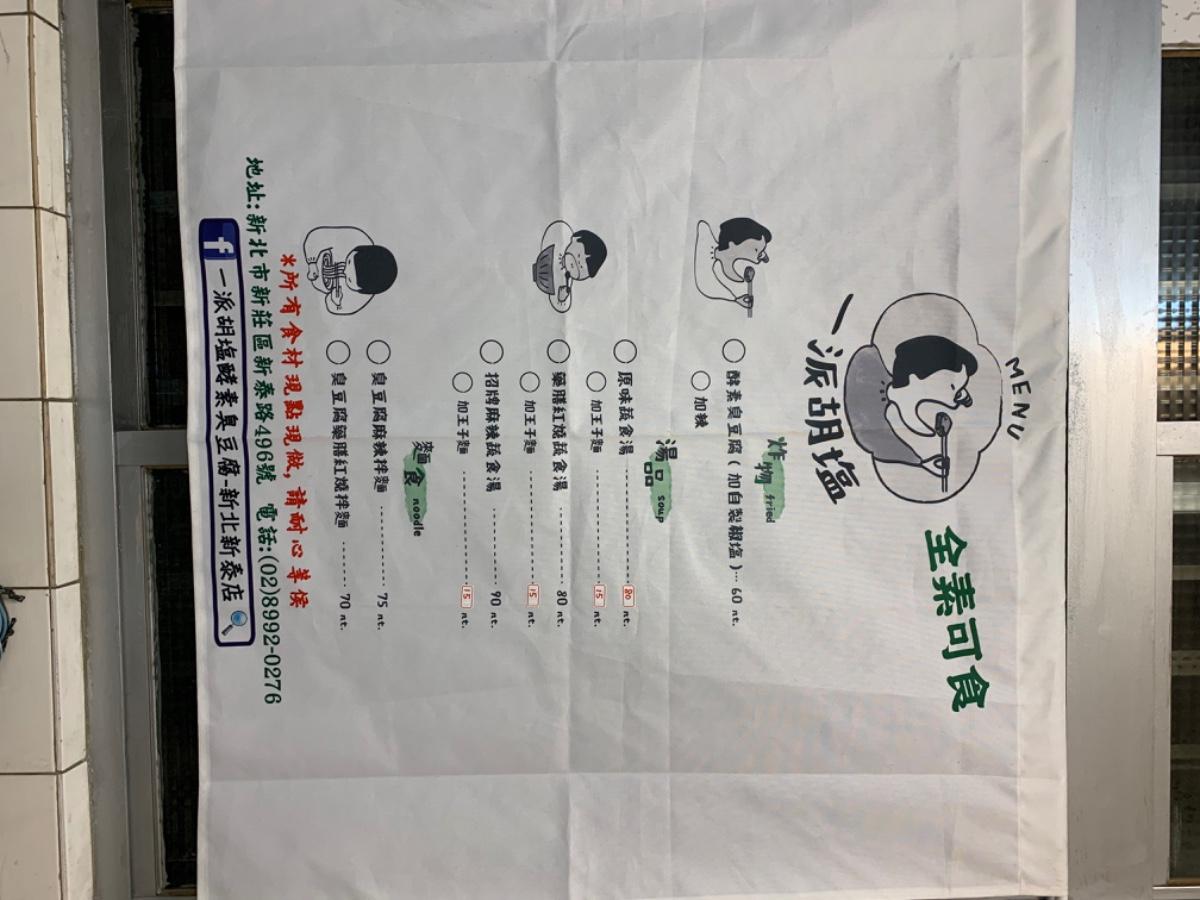 MENU
全素可食
一派胡塩
炸物 fried
酵素臭豆腐(加自製椒塩)... 60 nt.
加辣
湯品 soup
原味蔬食湯 ---------- 80 nt.
加王子麵 ---------- 15 nt.
藥膳紅燒蔬食湯 -------- 80 nt.
加王子麵 ---------- 15 nt.
招牌麻辣蔬食湯 -------- 90 nt.
加王子麵 ---------- 15 nt.
麵食 noodle
臭豆腐麻辣拌麵 -------- 75 nt.
臭豆腐藥膳紅燒拌麵 ------ 70 nt.
*所有食材現點現做,請耐心等候
地址:新北市新莊區新泰路496號 電話:(02)8992-0276
f 一派胡塩酵素臭豆腐-新北新泰店